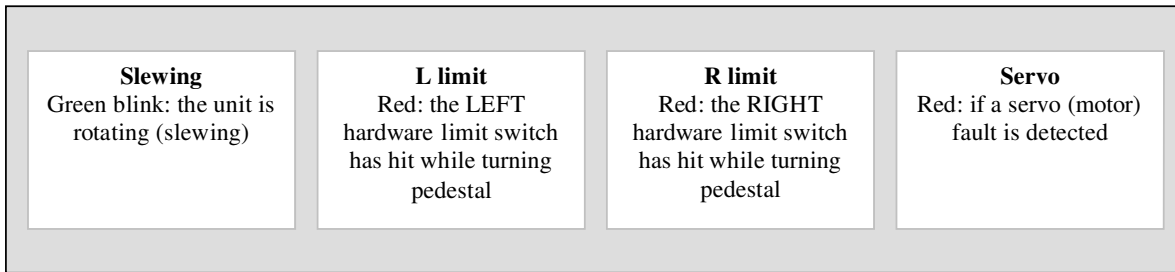 Slewing
Green blink: the unit is
rotating (slewing)
L limit
Red: the LEFT
hardware limit switch
has hit while turning
pedestal
R limit
Red: the RIGHT
hardware limit switch
has hit while turning
pedestal
Servo
Red: if a servo (motor)
fault is detected